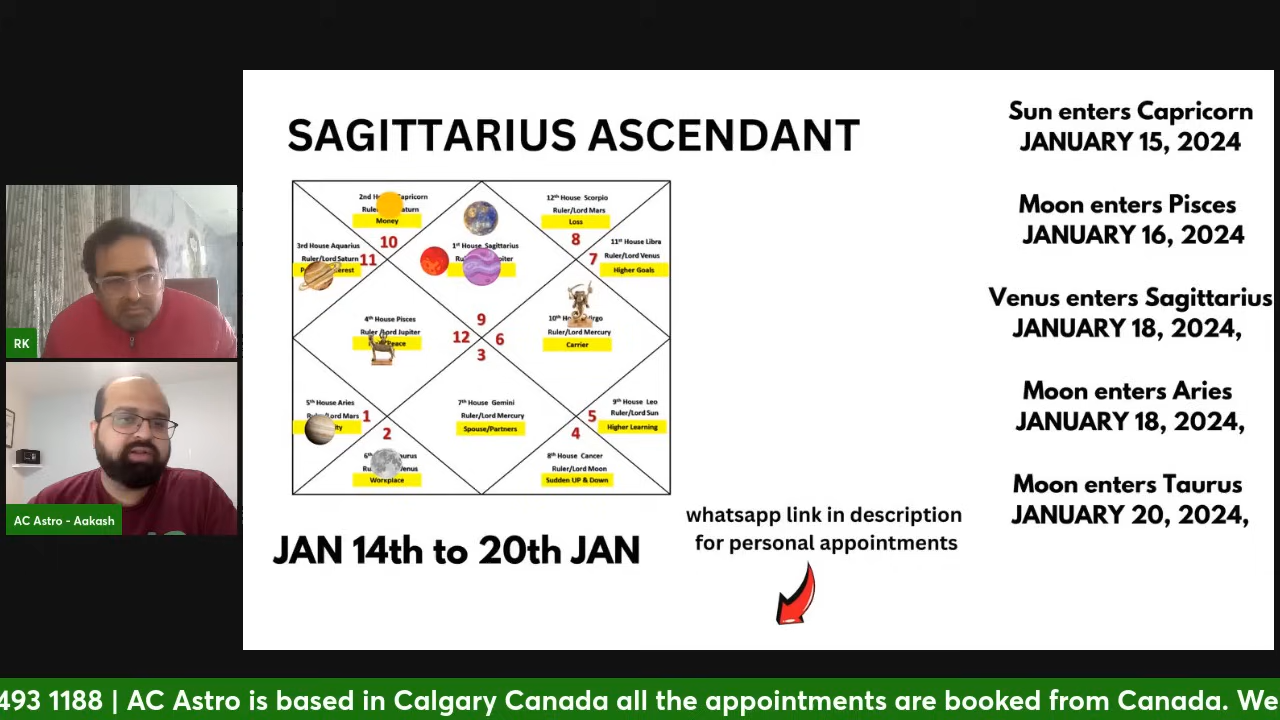 SAGITTARIUS ASCENDANT
Sun enters Capricorn
JANUARY 15, 2024
Moon enters Pisces
JANUARY 16, 2024
Venus enters Sagittarius
JANUARY 18, 2024,
Moon enters Aries
JANUARY 18, 2024,
Moon enters Taurus
JANUARY 20, 2024,
2nd
Money
10
12th House Scorpio
Ruler/Lord Mars
Loss
8
3rd House Aquarius
Ruler/Lord Saturn
11
1st House Sagittarius
11th House Libra
Ruler/Lord Venus
Higher Goals
7
4th House Pisces
Ruler/Lord Jupiter
9
12
6
3
10th
Ruler/Lord Mercury
Carrier
5th House Aries
1
2
7th House Gemini
Ruler/Lord Mercury
Spouse/Partners
9th House Leo
Ruler/Lord Sun
Higher Learning
5
4
Workplace
8th House Cancer
Ruler/Lord Moon
Sudden UP & Down
JAN 14th to 20th JAN
whatsapp link in description
for personal appointments
RK
AC Astro - Aakash
493 1188 | AC Astro is based in Calgary Canada all the appointments are booked from Canada. We